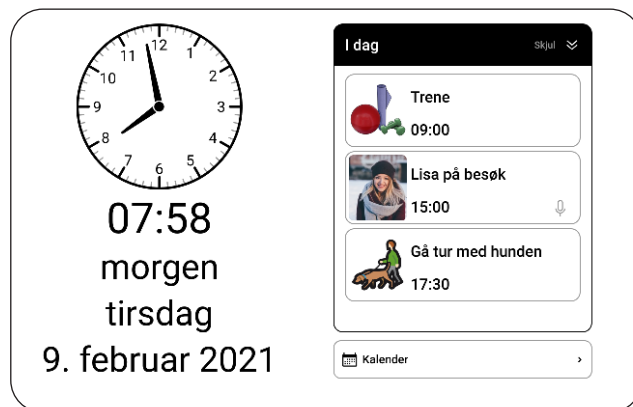 12
11
1
10
2
9
3
8
4
7
5
6
07:58
morgen
tirsdag
9. februar 2021
I dag
Skjul
Trene
09:00
Lisa på besøk
15:00
Gå tur med hunden
17:30
Kalender